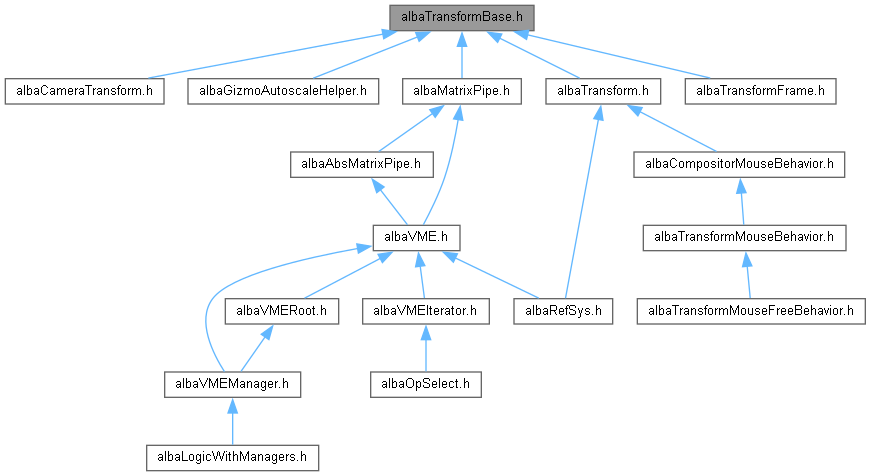 albaTransformBase.h
albaCameraTransform.h
albaGizmoAutoscaleHelper.h
albaMatrixPipe.h
albaTransform.h
albaTransformFrame.h
albaAbsMatrixPipe.h
albaCompositorMouseBehavior.h
albaVME.h
albaTransformMouseBehavior.h
albaVMERoot.h
albaVMEIterator.h
albaRefSys.h
albaTransformMouseFreeBehavior.h
albaVMEManager.h
albaOpSelect.h
albaLogicWithManagers.h